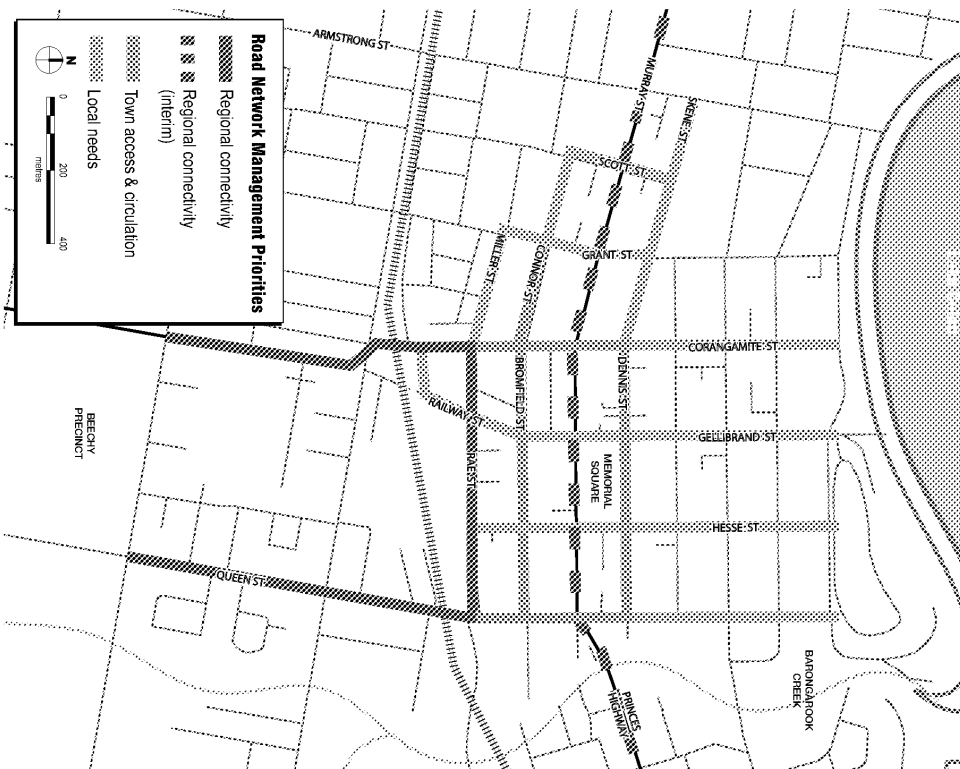 Road Network Management Priorities
Regional connectivity
Regional connectivity
(interim)
Town access & circulation
Local needs
N
0
200
400
metres
ARMSTRONG ST
MURRAY ST
SKENE ST
SCOTT ST
GRANT ST
MILLER ST
CONNOR ST
CORANGAMITE ST
BROMFIELD ST
DENNIS ST
RAILWAY ST
GELLIBRAND ST
RAE ST
MEMORIAL
SQUARE
HESSE ST
QUEEN ST
BEECHY
PRECINCT
BARONGAROOK
CREEK
PRINCES
HIGHWAY